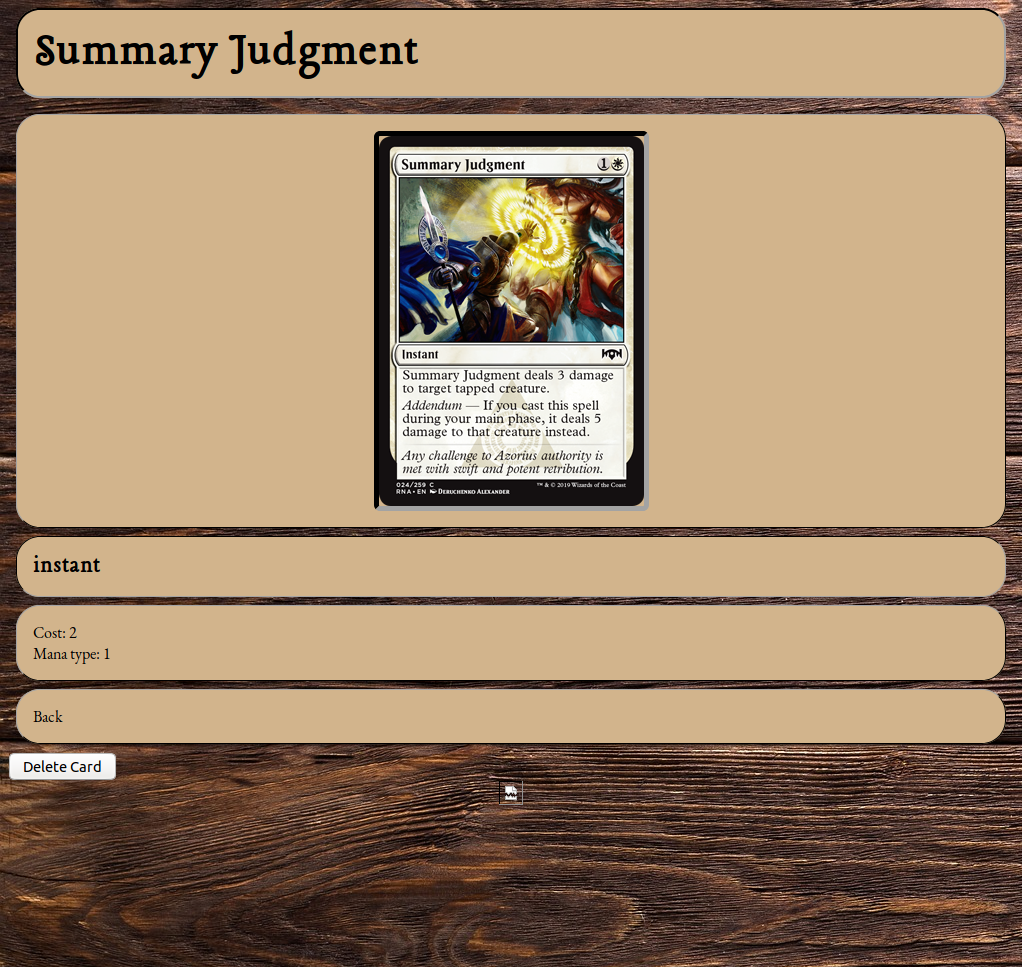 Summary Judgment
Summary Judgment 1
Instant
Summary Judgment deals 3 damage
to target tapped creature.
Addendum — If you cast this spell
during your main phase, it deals 5
damage to that creature instead.
Any challenge to Azorius authority is
met with swift and potent retribution.
024/259 C
™ & © 2019 Wizards of the Coast
RNA • EN Deruchenko Alexander
instant
Cost: 2
Mana type: 1
Back
Delete Card